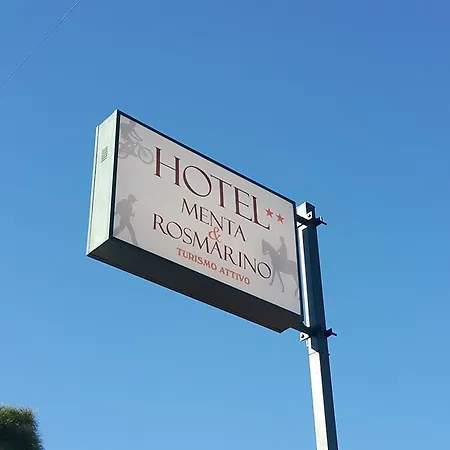 HOTEL**
MENTA
&
ROSMARINO
TURISMO ATTIVO